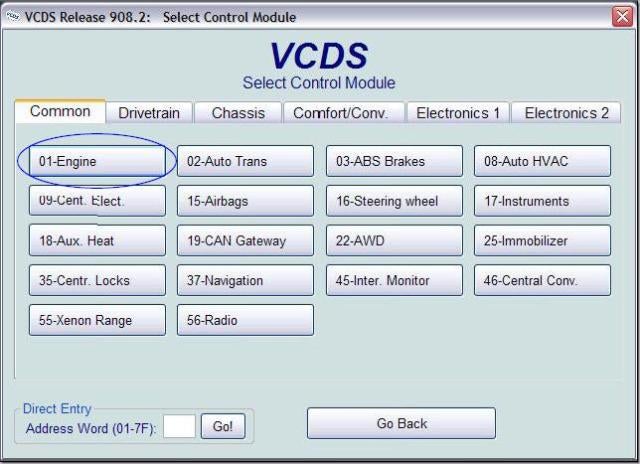 VCDS Release 908.2: Select Control Module
VCDS
Select Control Module
Common Drivetrain Chassis Comfort/Conv. Electronics 1 Electronics 2
01-Engine 02-Auto Trans 03-ABS Brakes 08-Auto HVAC
09-Cent. Elect. 15-Airbags 16-Steering wheel 17-Instruments
18-Aux. Heat 19-CAN Gateway 22-AWD 25-Immobilizer
35-Centr. Locks 37-Navigation 45-Inter. Monitor 46-Central Conv.
55-Xenon Range 56-Radio
Direct Entry
Address Word (01-7F): Go! Go Back